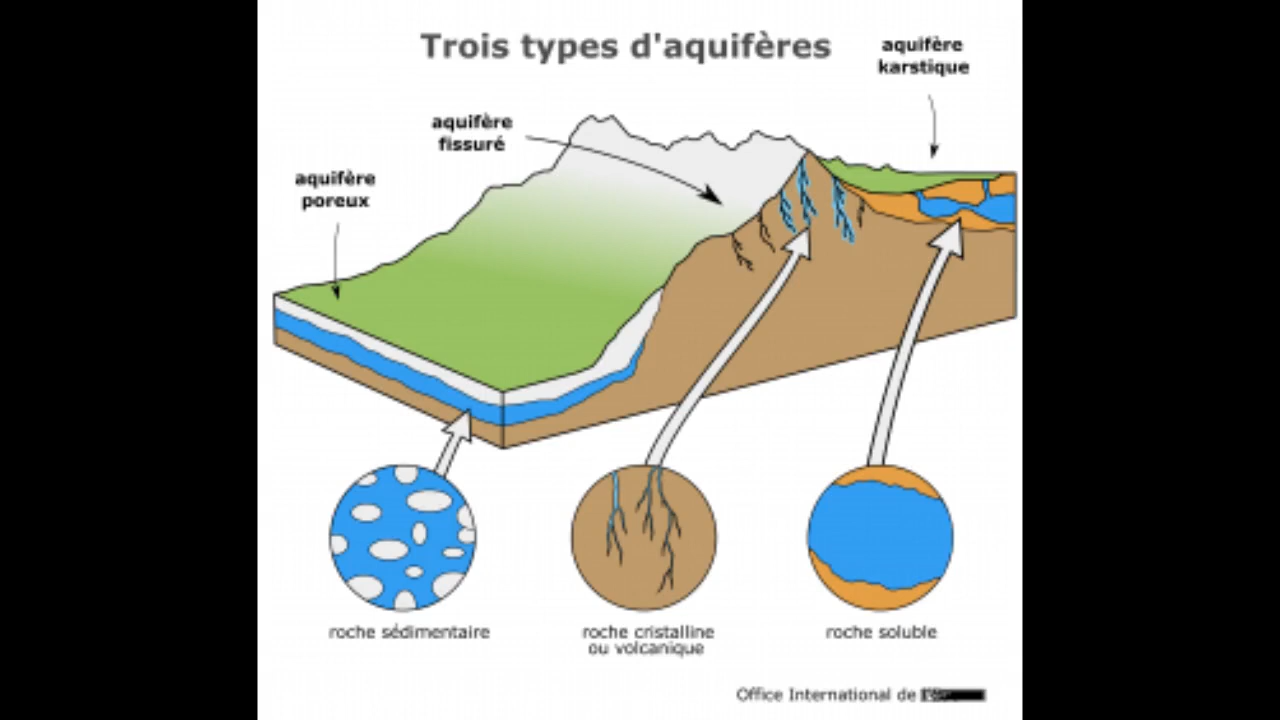 Trois types d'aquifères
aquifère
karstique
aquifère
fissuré
aquifère
poreux
roche sédimentaire
roche cristalline
ou volcanique
roche soluble
Office International de